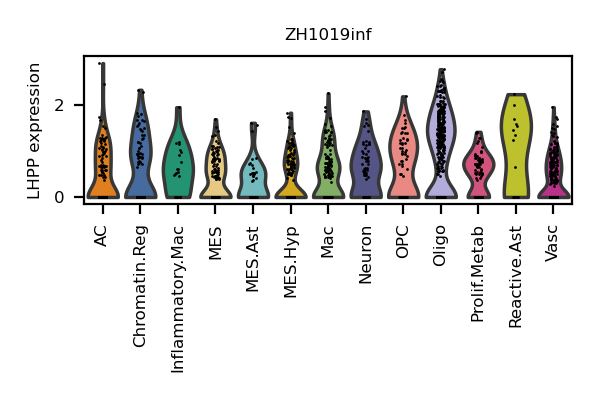 ZH1019inf
LHPP expression
2
0
AC
Chromatin.Reg
Inflammatory.Mac
MES
MES.Ast
MES.Hyp
Mac
Neuron
OPC
Oligo
Prolif.Metab
Reactive.Ast
Vasc